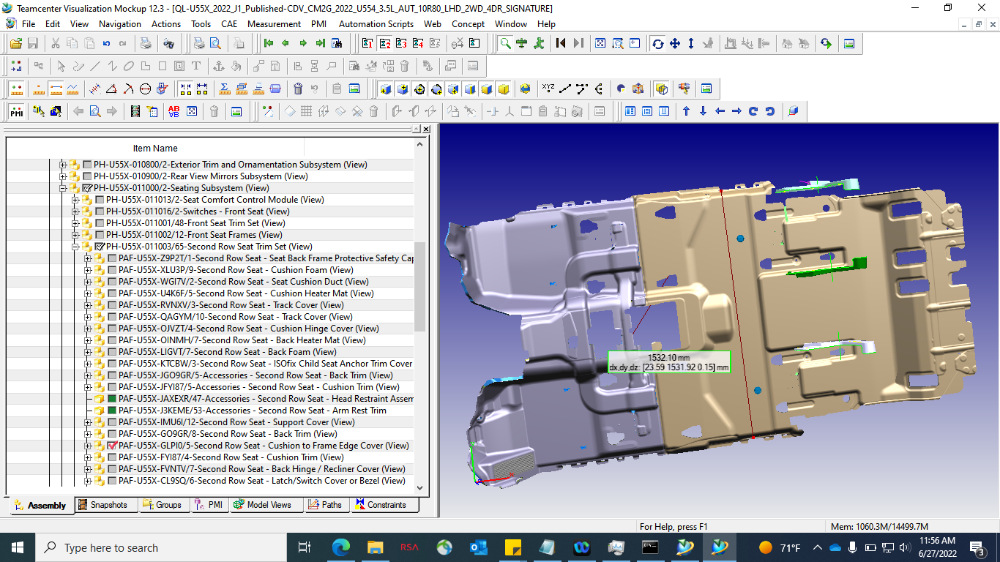 Teamcenter Visualization Mockup 12.3 - [QL-U55X_2022_J1_Published-CDV_CM2G_2022_U554_3.5L_AUT_10R80_LHD_2WD_4DR_SIGNATURE]
File Edit View Navigation Actions Tools CAE Measurement PMI Automation Scripts Web Concept Window Help
PMI
Item Name
PH-U55X-010800/2-Exterior Trim and Ornamentation Subsystem (View)
PH-U55X-010900/2-Rear View Mirrors Subsystem (View)
PH-U55X-011000/2-Seating Subsystem (View)
PH-U55X-011013/2-Seat Comfort Control Module (View)
PH-U55X-011016/2-Switches - Front Seat (View)
PH-U55X-011001/48-Front Seat Trim Set (View)
PH-U55X-011002/12-Front Seat Frames (View)
PH-U55X-011003/65-Second Row Seat Trim Set (View)
PAF-U55X-Z9P2T/1-Second Row Seat - Seat Back Frame Protective Safety Cap
PAF-U55X-XLU3P/9-Second Row Seat - Cushion Foam (View)
PAF-U55X-WGI7V/2-Second Row Seat - Seat Cushion Duct (View)
PAF-U55X-U4K6F/5-Second Row Seat - Cushion Heater Mat (View)
PAF-U55X-RVNXV/3-Second Row Seat - Track Cover (View)
PAF-U55X-QAGYM/10-Second Row Seat - Track Cover (View)
PAF-U55X-OJVZT/4-Second Row Seat - Cushion Hinge Cover (View)
PAF-U55X-OINMH/7-Second Row Seat - Back Heater Mat (View)
PAF-U55X-LIGVT/7-Second Row Seat - Back Foam (View)
PAF-U55X-KTCBW/3-Second Row Seat - ISOfix Child Seat Anchor Trim Cover
PAF-U55X-JGO9GR/5-Accessories - Second Row Seat - Back Trim (View)
PAF-U55X-JFYI87/5-Accessories - Second Row Seat - Cushion Trim (View)
PAF-U55X-JAXEXR/47-Accessories - Second Row Seat - Head Restraint Assem
PAF-U55X-J3KEME/53-Accessories - Second Row Seat - Arm Rest Trim
PAF-U55X-IMU6I/12-Second Row Seat - Support Cover (View)
PAF-U55X-GO9GR/8-Second Row Seat - Back Trim (View)
PAF-U55X-GLPI0/5-Second Row Seat - Cushion to Frame Edge Cover (View)
PAF-U55X-FYI87/4-Second Row Seat - Cushion Trim (View)
PAF-U55X-FVNTV/7-Second Row Seat - Back Hinge / Recliner Cover (View)
PAF-U55X-CL9SQ/6-Second Row Seat - Latch/Switch Cover or Bezel (View)
1532.10 mm
dx,dy,dz: [23.59 1531.92 0.15] mm
X
Assembly Snapshots Groups PMI Model Views Paths Constraints
For Help, press F1
Mem: 1060.3M/14499.7M
Type here to search
RSA
71°F
11:56 AM
6/27/2022
3